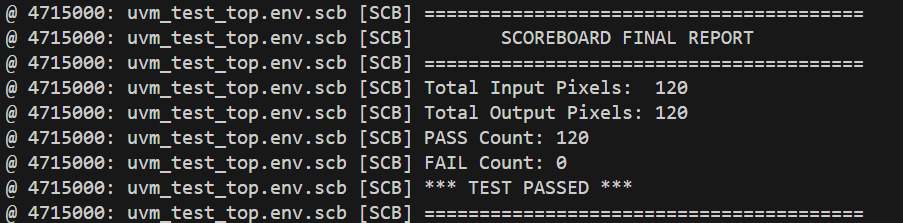 @ 4715000: uvm_test_top.env.scb [SCB] ========================================
@ 4715000: uvm_test_top.env.scb [SCB]        SCOREBOARD FINAL REPORT
@ 4715000: uvm_test_top.env.scb [SCB] ========================================
@ 4715000: uvm_test_top.env.scb [SCB] Total Input Pixels:  120
@ 4715000: uvm_test_top.env.scb [SCB] Total Output Pixels: 120
@ 4715000: uvm_test_top.env.scb [SCB] PASS Count: 120
@ 4715000: uvm_test_top.env.scb [SCB] FAIL Count: 0
@ 4715000: uvm_test_top.env.scb [SCB] *** TEST PASSED ***
@ 4715000: uvm_test_top.env.scb [SCB] ========================================